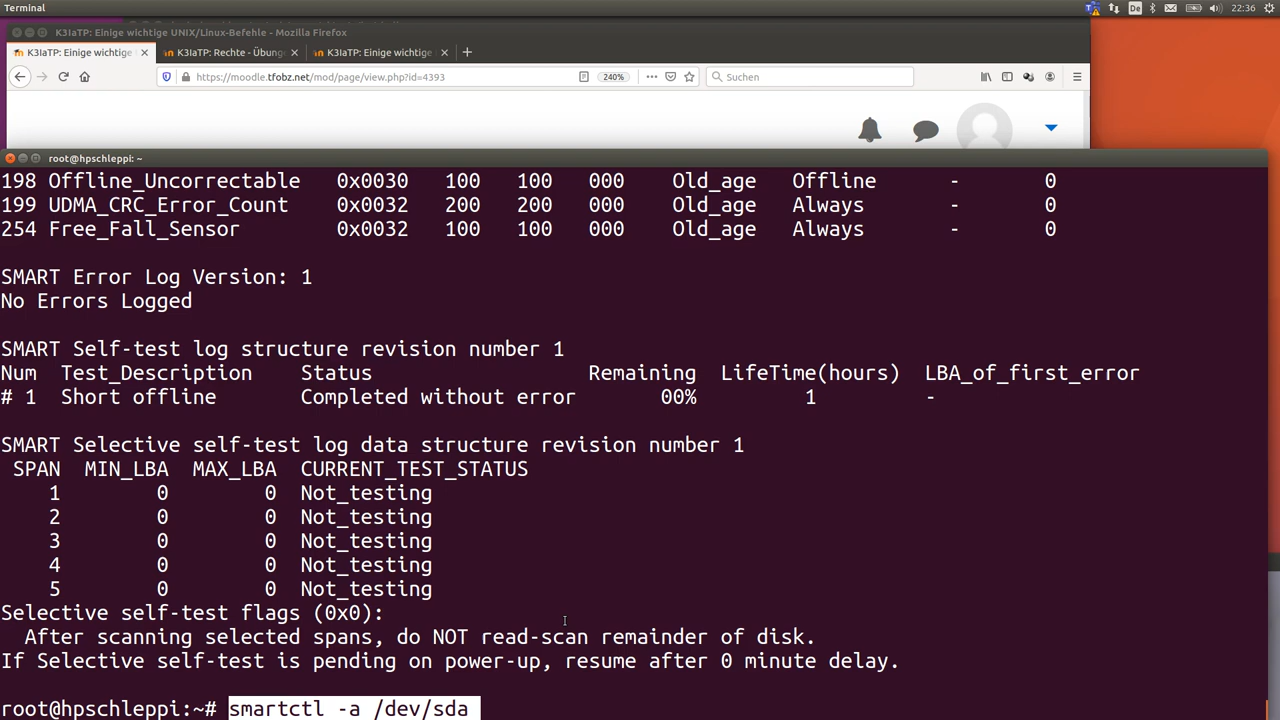 Terminal
De
22:36
K3IaTP: Einige wichtige UNIX/Linux-Befehle - Mozilla Firefox
K3IaTP: Einige wichtige
K3IaTP: Rechte - Übung
K3IaTP: Einige wichtige
https://moodle.tfobz.net/mod/page/view.php?id=4393
240%
Suchen
root@hpschleppi: ~
198 Offline_Uncorrectable 0x0030 100 100 000 Old_age Offline - 0
199 UDMA_CRC_Error_Count 0x0032 200 200 000 Old_age Always - 0
254 Free_Fall_Sensor 0x0032 100 100 000 Old_age Always - 0
SMART Error Log Version: 1
No Errors Logged
SMART Self-test log structure revision number 1
Num Test_Description Status Remaining LifeTime(hours) LBA_of_first_error
# 1 Short offline Completed without error 00% 1 -
SMART Selective self-test log data structure revision number 1
SPAN MIN_LBA MAX_LBA CURRENT_TEST_STATUS
1 0 0 Not_testing
2 0 0 Not_testing
3 0 0 Not_testing
4 0 0 Not_testing
5 0 0 Not_testing
Selective self-test flags (0x0):
After scanning selected spans, do NOT read-scan remainder of disk.
If Selective self-test is pending on power-up, resume after 0 minute delay.
root@hpschleppi:~# smartctl -a /dev/sda